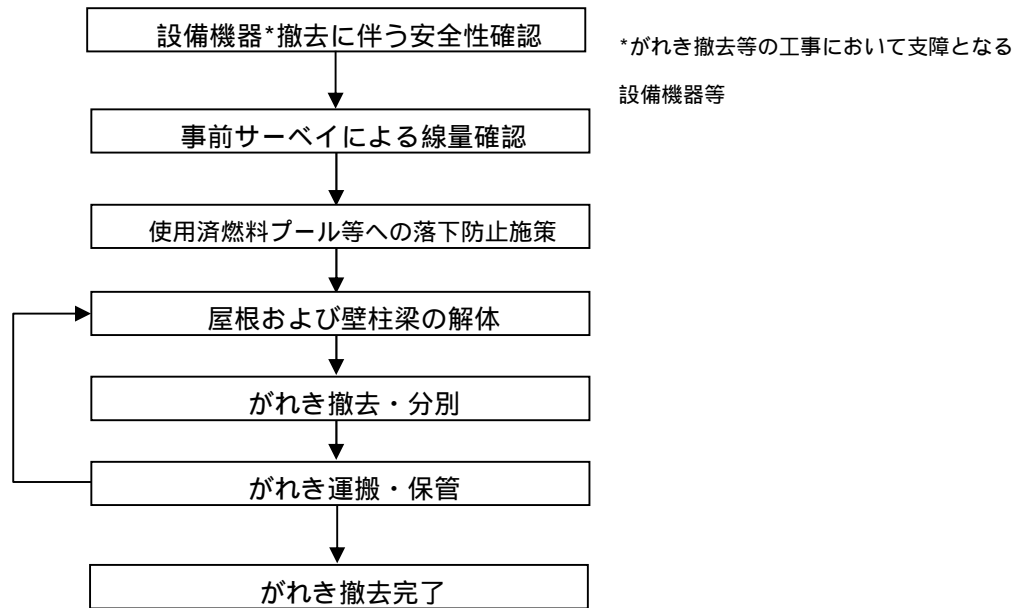 設備機器*撤去に伴う安全性確認
*がれき撤去等の工事において支障となる
設備機器等
事前サーベイによる線量確認
使用済燃料プール等への落下防止施策
屋根および壁柱梁の解体
がれき撤去・分別
がれき運搬・保管
がれき撤去完了